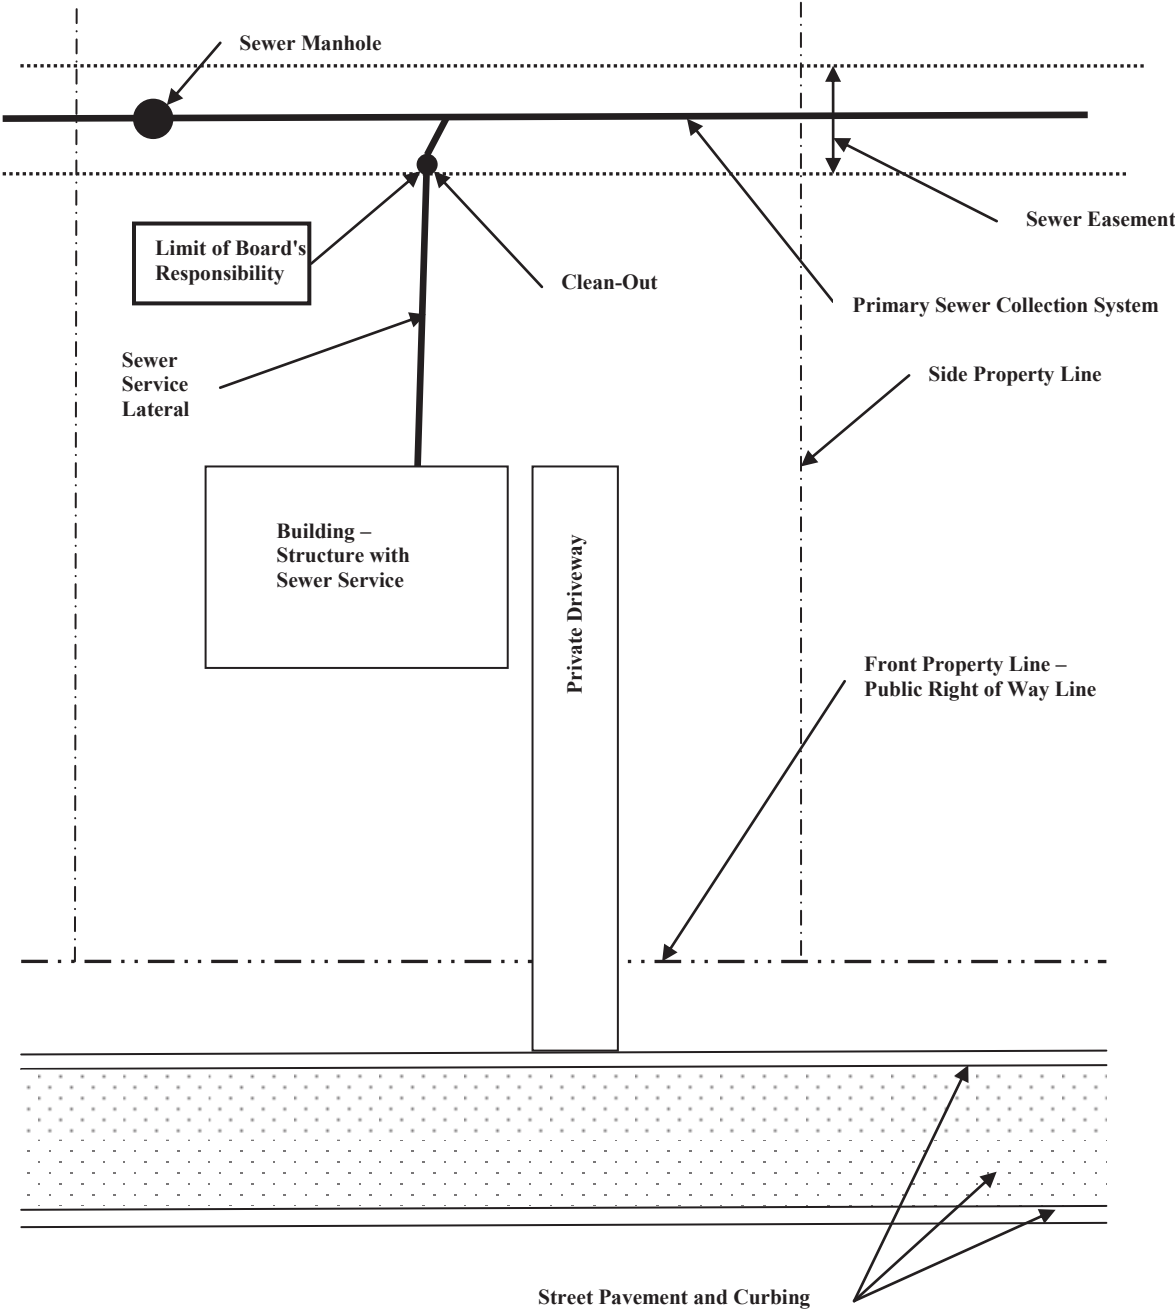 Sewer Manhole
Sewer Easement
Limit of Board's
Responsibility
Clean-Out
Primary Sewer Collection System
Sewer
Service
Lateral
Side Property Line
Building –
Structure with
Sewer Service
Private Driveway
Front Property Line –
Public Right of Way Line
Street Pavement and Curbing